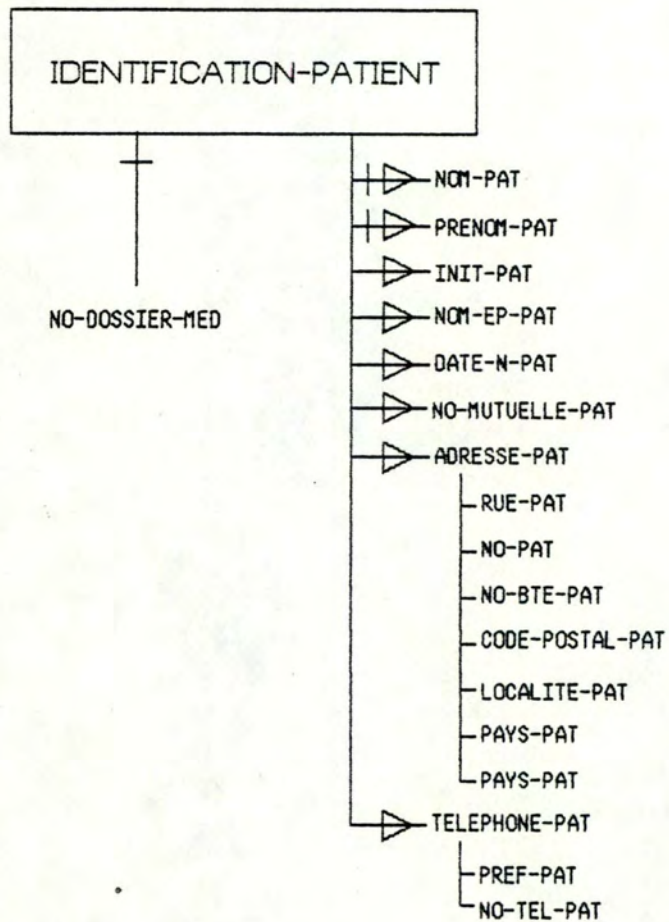 IDENTIFICATION-PATIENT
NO-DOSSIER-MED
NOM-PAT
PRENOM-PAT
INIT-PAT
NOM-EP-PAT
DATE-N-PAT
NO-MUTUELLE-PAT
ADRESSE-PAT
RUE-PAT
NO-PAT
NO-BTE-PAT
CODE-POSTAL-PAT
LOCALITE-PAT
PAYS-PAT
PAYS-PAT
TELEPHONE-PAT
PREF-PAT
NO-TEL-PAT